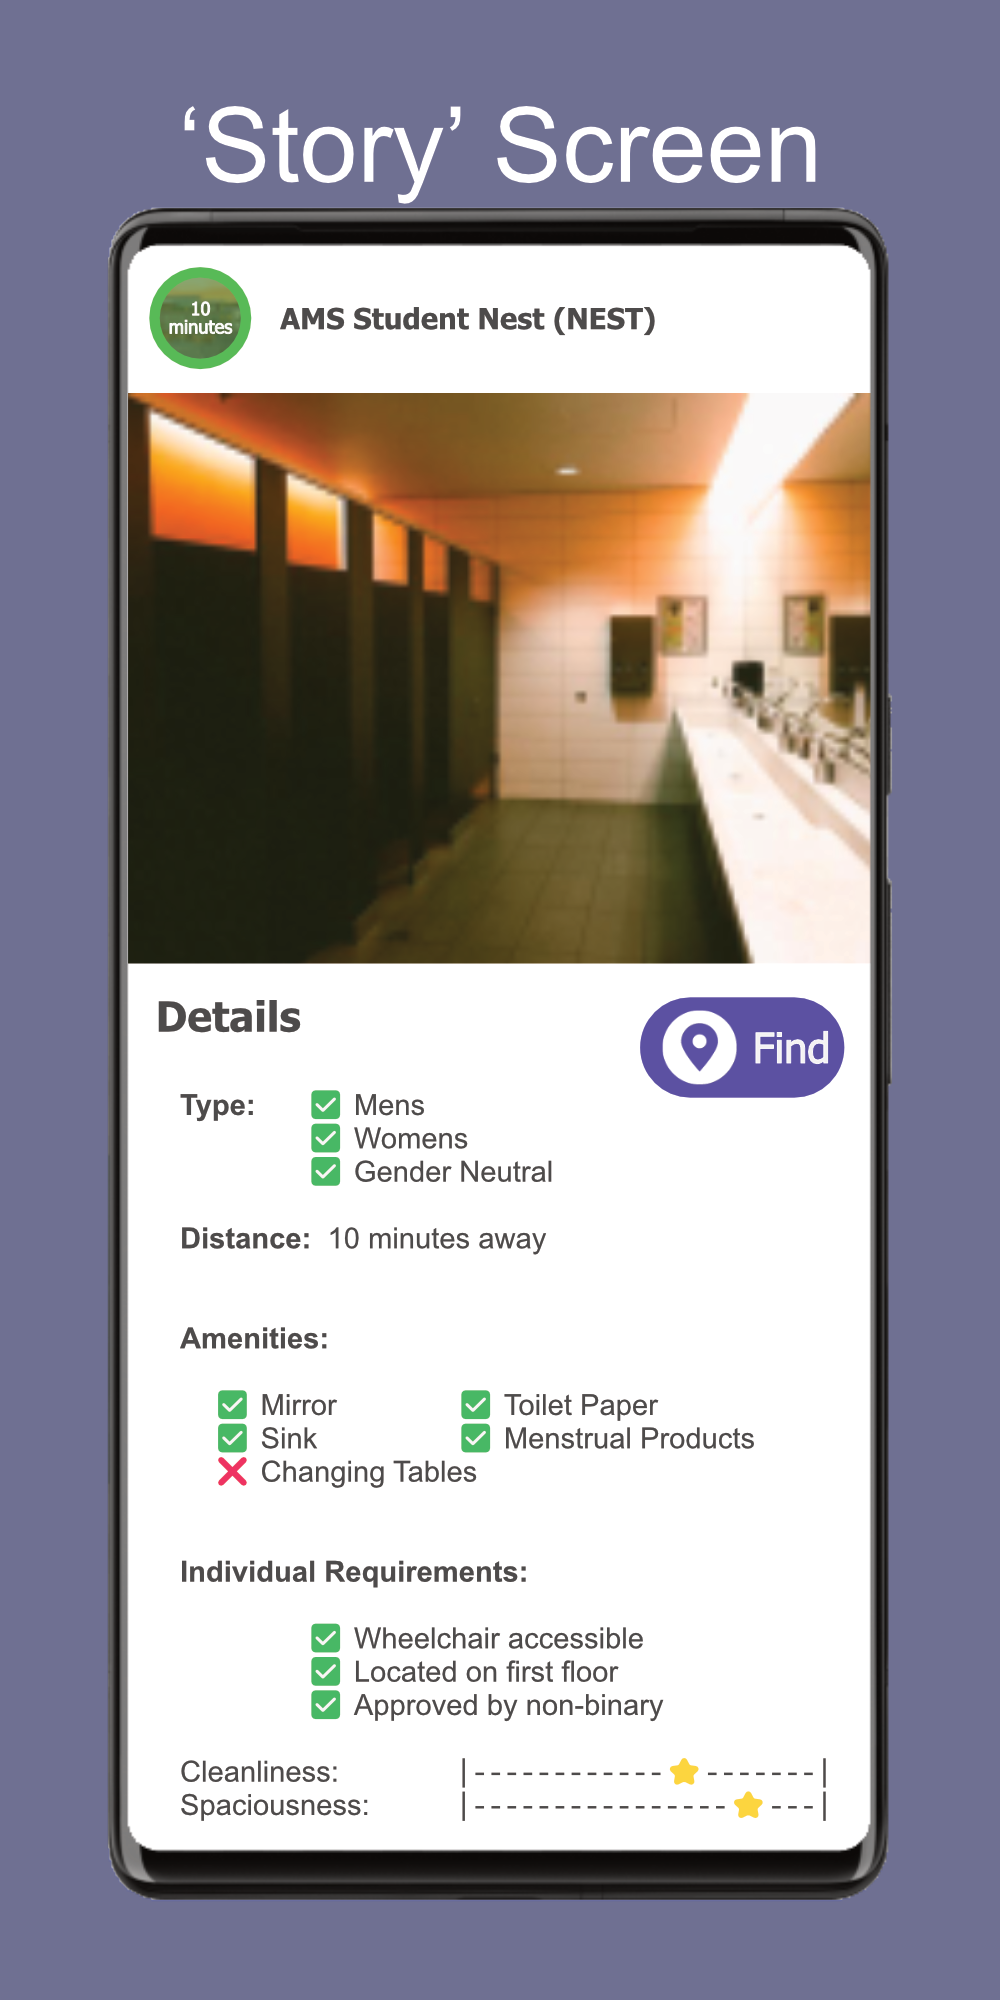 ‘Story’ Screen
10
minutes
AMS Student Nest (NEST)
Details
Find
Type:
Mens
Womens
Gender Neutral
Distance: 10 minutes away
Amenities:
Mirror
Toilet Paper
Sink
Menstrual Products
Changing Tables
Individual Requirements:
Wheelchair accessible
Located on first floor
Approved by non-binary
Cleanliness:
Spaciousness: